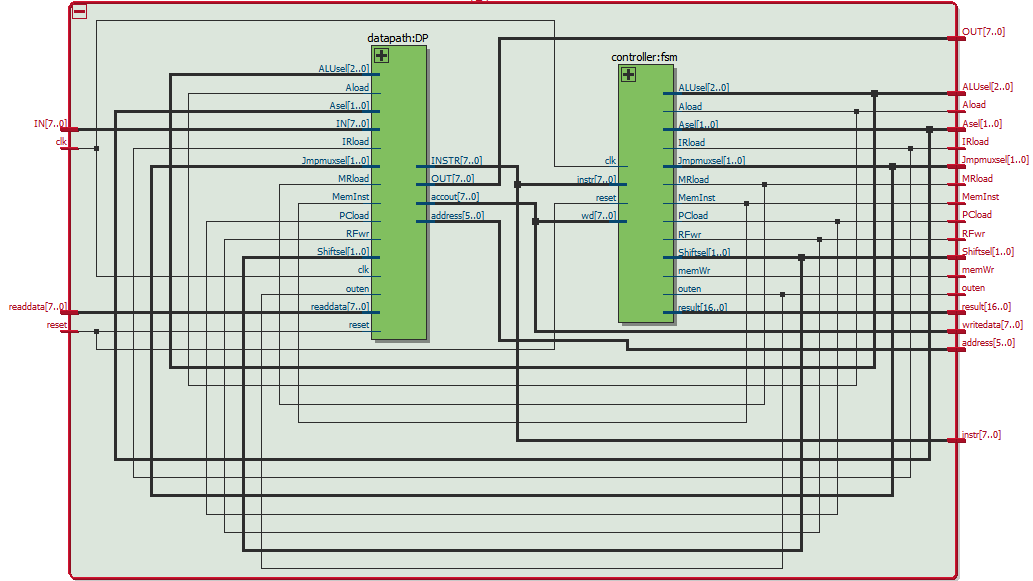 IN[7..0]
clk
readdata[7..0]
reset
datapath:DP
ALUsel[2..0]
Aload
Asel[1..0]
IN[7..0]
IRload
Jmpmuxsel[1..0]
MRload
MemInst
PCload
RFwr
Shiftsel[1..0]
clk
outen
readdata[7..0]
reset
INSTR[7..0]
OUT[7..0]
accout[7..0]
address[5..0]
controller:fsm
clk
instr[7..0]
reset
wd[7..0]
ALUsel[2..0]
Aload
Asel[1..0]
IRload
Jmpmuxsel[1..0]
MRload
MemInst
PCload
RFwr
Shiftsel[1..0]
memWr
outen
result[16..0]
OUT[7..0]
ALUsel[2..0]
Aload
Asel[1..0]
IRload
Jmpmuxsel[1..0]
MRload
MemInst
PCload
RFwr
Shiftsel[1..0]
memWr
outen
result[16..0]
writedata[7..0]
address[5..0]
instr[7..0]